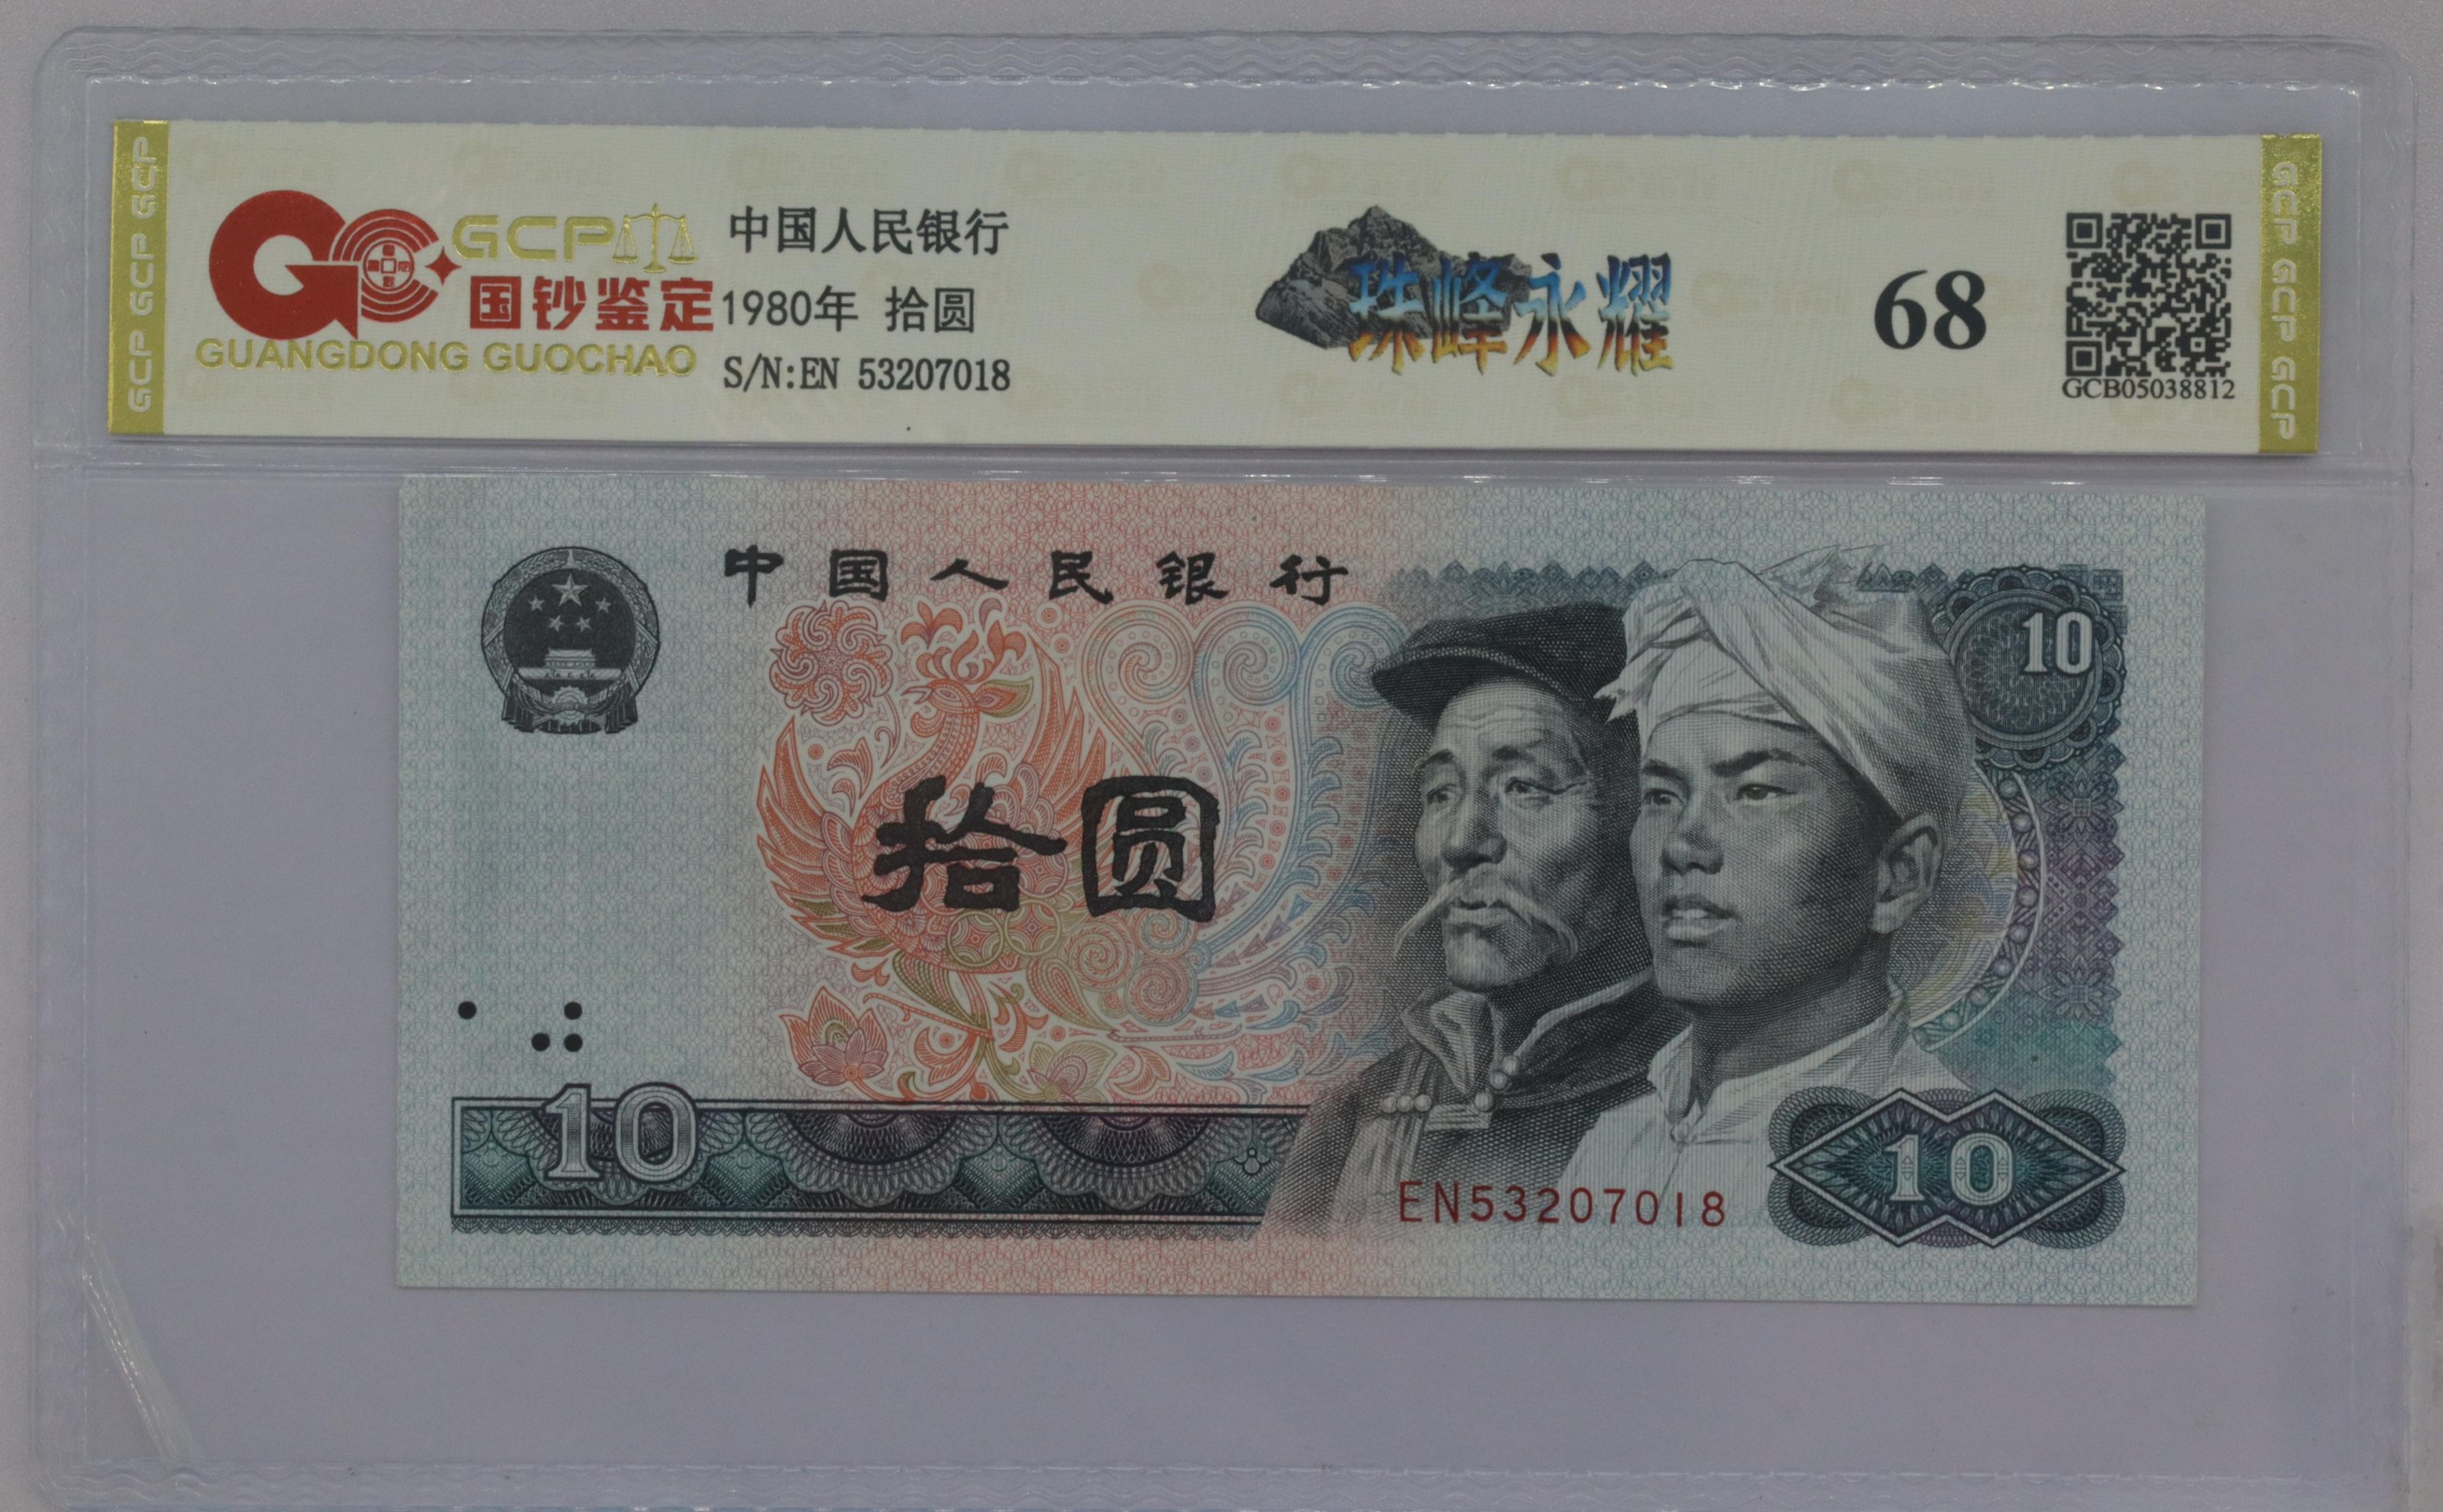 GCP GCP GCP
GCP
国钞鉴定
GUANGDONG GUOCHAO
中国人民银行
1980年 拾圆
S/N:EN 53207018
珠峰永耀
68
GCB05038812
GCP GCP GCP
中国人民银行
10
拾圆
10
EN53207018
10